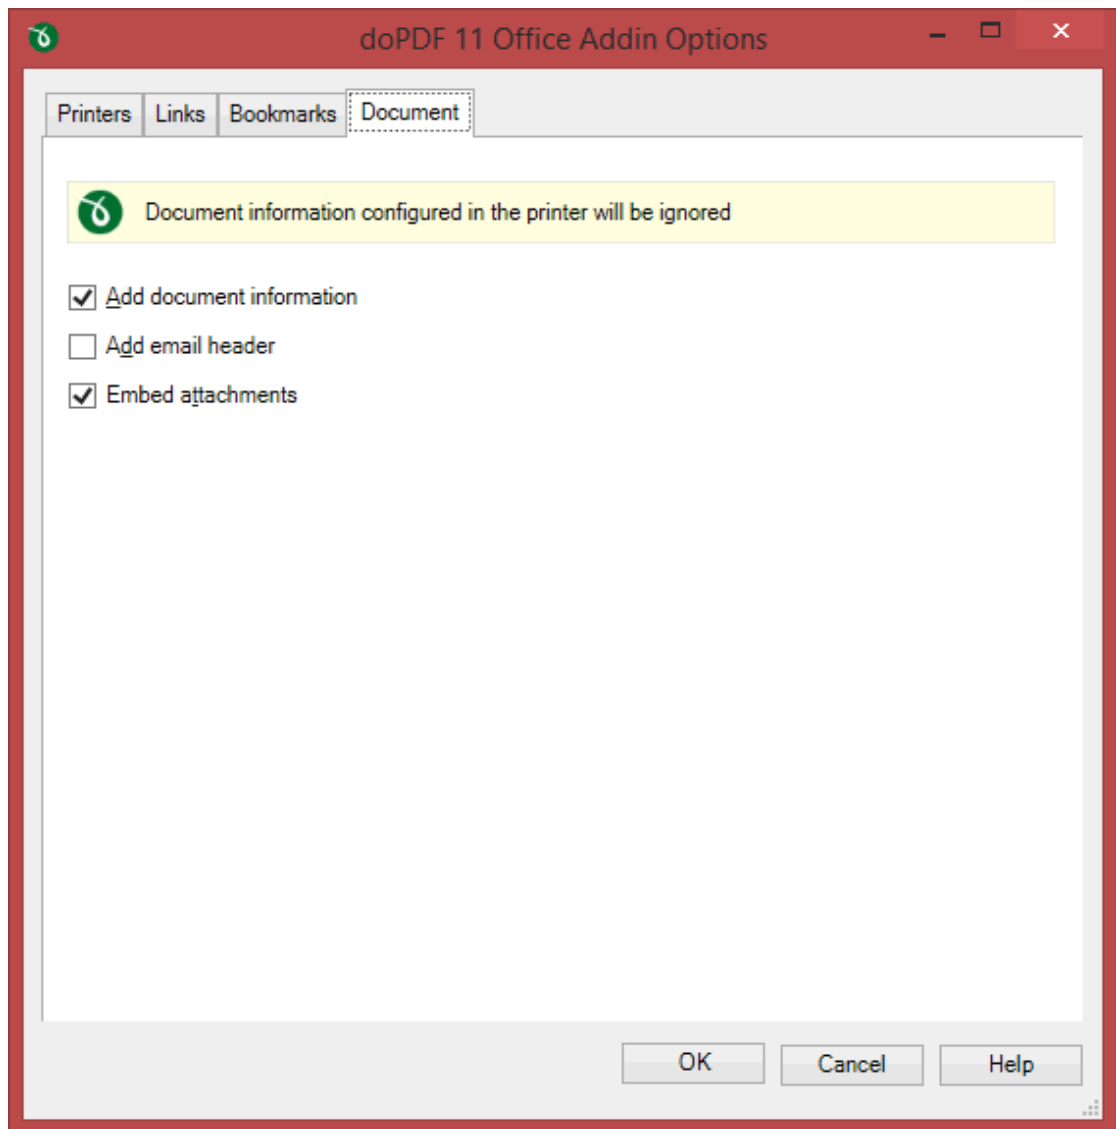 doPDF 11 Office Addin Options
Printers Links Bookmarks Document
Document information configured in the printer will be ignored
Add document information
Add email header
Embed attachments
OK Cancel Help